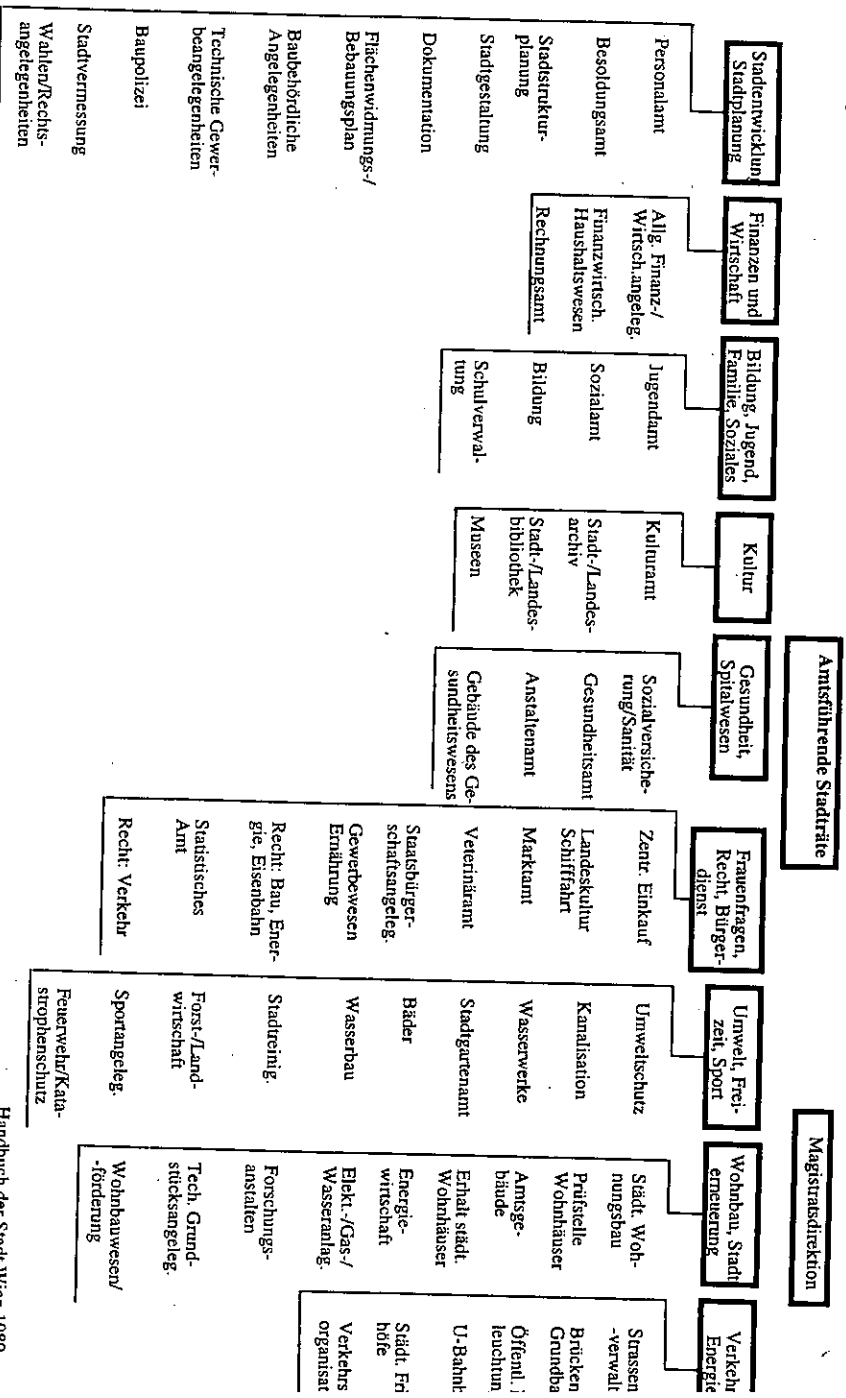 Amtsführende Stadträte
Magistratsdirektion
Stadtentwicklung
Stadtplanung
Personalamt
Besoldungsamt
Stadtstruktur-
planung
Stadtgestaltung
Dokumentation
Flächenwidmungs-/
Bebauungsplan
Baubehördliche
Angelegenheiten
Technische Gewer-
beangelegenheiten
Baupolizei
Stadtvermessung
Wahlen/Rechts-
angelegenheiten
Finanzen und
Wirtschaft
Allg. Finanz-/
Wirtsch.angeleg.
Finanzwirtsch.
Haushaltswesen
Rechnungsamt
Bildung, Jugend,
Familie, Soziales
Jugendamt
Sozialamt
Bildung
Schulverwal-
tung
Kultur
Kulturamt
Stadt-/Landes-
archiv
Stadt-/Landes-
bibliothek
Museen
Gesundheit,
Spitalwesen
Sozialversiche-
rung/Sanität
Gesundheitsamt
Anstaltenamt
Gebäude des Ge-
sundheitswesens
Frauenfragen,
Recht, Bürger-
dienst
Zentr. Einkauf
Landeskultur
Schifffahrt
Marktamt
Veterinäramt
Staatsbürger-
schaftsangeleg.
Gewerbewesen
Ernährung
Recht: Bau, Ener-
gie, Eisenbahn
Statistisches
Amt
Recht: Verkehr
Umwelt, Frei-
zeit, Sport
Umweltschutz
Kanalisation
Wasserwerke
Stadtgartenamt
Bäder
Wasserbau
Stadtreinig.
Forst-/Land-
wirtschaft
Sportangeleg.
Feuerwehr/Kata-
strophenschutz
Wohnbau, Stadt
erneuerung
Städt. Woh-
nungsbau
Prüfstelle
Wohnhäuser
Amtsge-
bäude
Erhalt städt.
Wohnhäuser
Energie-
wirtschaft
Elekt.-/Gas-/
Wasseranlag.
Forschungs-
anstalten
Tech. Grund-
stücksangeleg.
Wohnbauwesen/
-förderung
Verkehr
Energie
Strassen
-verwalt
Brücken
Grundba
Öffentl.
leuchtun
U-Bahnb
Städt. Fri
höfe
Verkehrs
organisat
Handbuch der Stadt Wien 1989